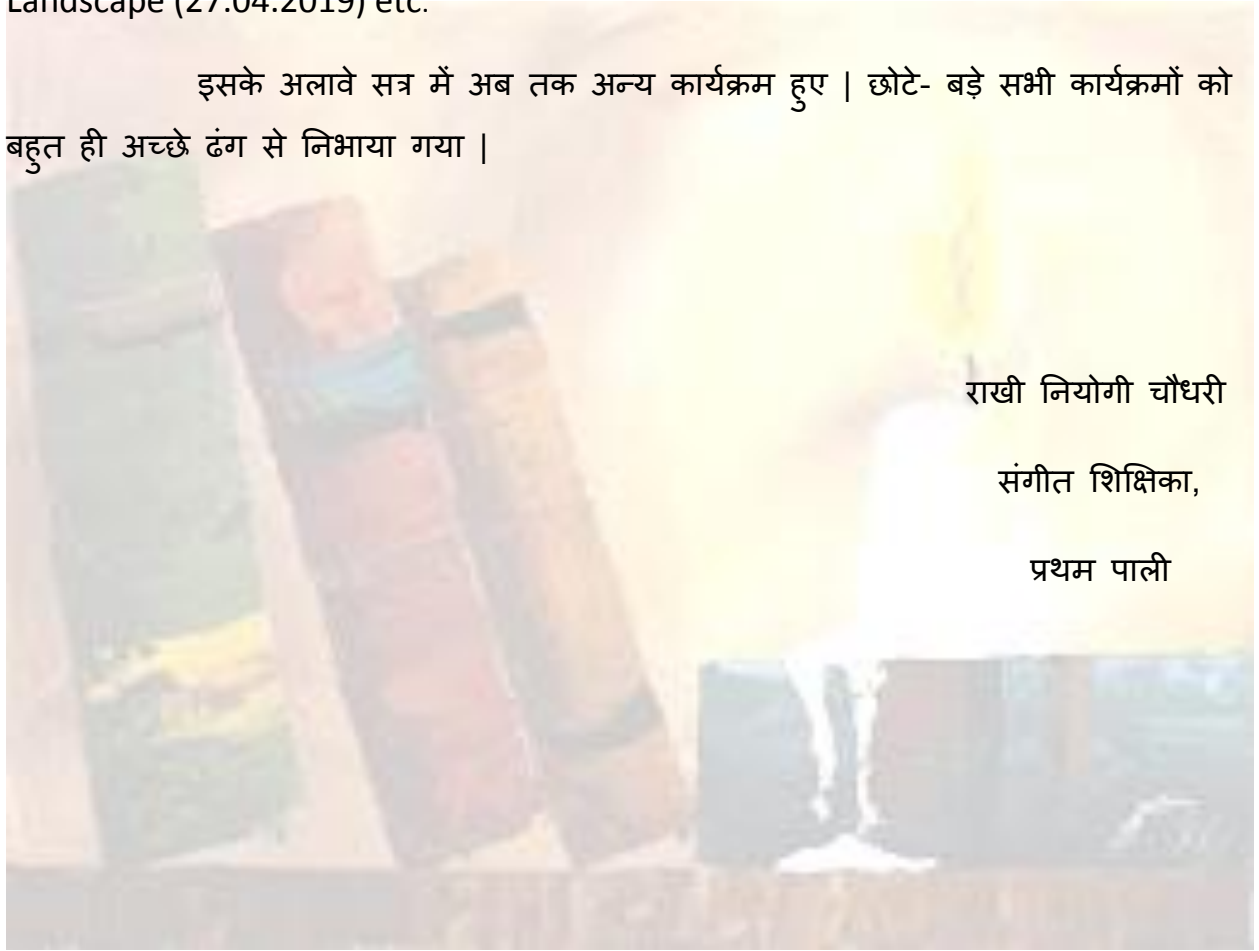 Landscape (27.04.2019) etc.
इसके अलावे सत्र में अब तक अन्य कार्यक्रम हुए | छोटे- बड़े सभी कार्यक्रमों को
बहुत ही अच्छे ढंग से निभाया गया |
राखी नियोगी चौधरी
संगीत शिक्षिका,
प्रथम पाली